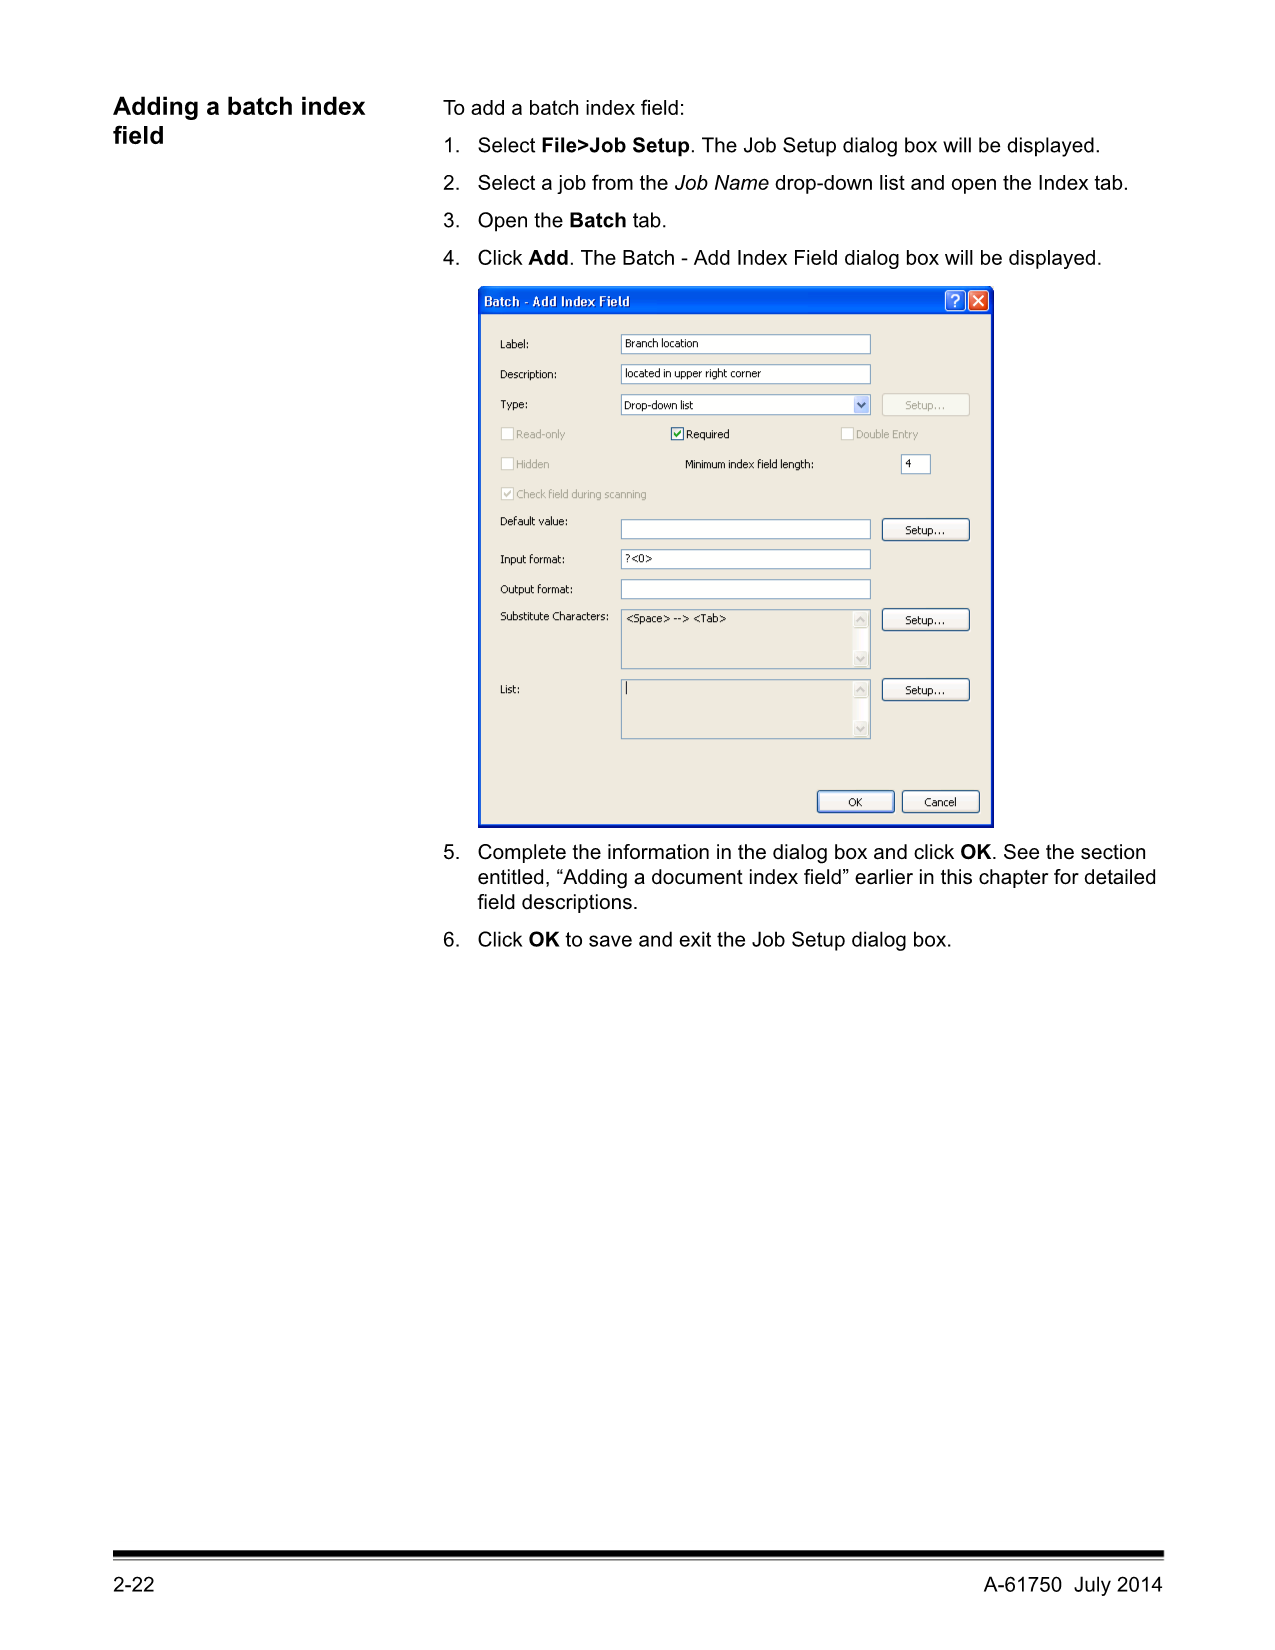 Adding a batch index
field
To add a batch index field:
1. Select File>Job Setup. The Job Setup dialog box will be displayed.
2. Select a job from the Job Name drop-down list and open the Index tab.
3. Open the Batch tab.
4. Click Add. The Batch - Add Index Field dialog box will be displayed.
Batch - Add Index Field
Label: Branch location
Description: located in upper right corner
Type: Drop-down list Setup...
Read-only Required Double Entry
Hidden Minimum index field length: 4
Check field during scanning
Default value: Setup...
Input format: ?<0>
Output format:
Substitute Characters: <Space> --> <Tab> Setup...
List: Setup...
OK Cancel
5. Complete the information in the dialog box and click OK. See the section
entitled, “Adding a document index field” earlier in this chapter for detailed
field descriptions.
6. Click OK to save and exit the Job Setup dialog box.
2-22 A-61750 July 2014